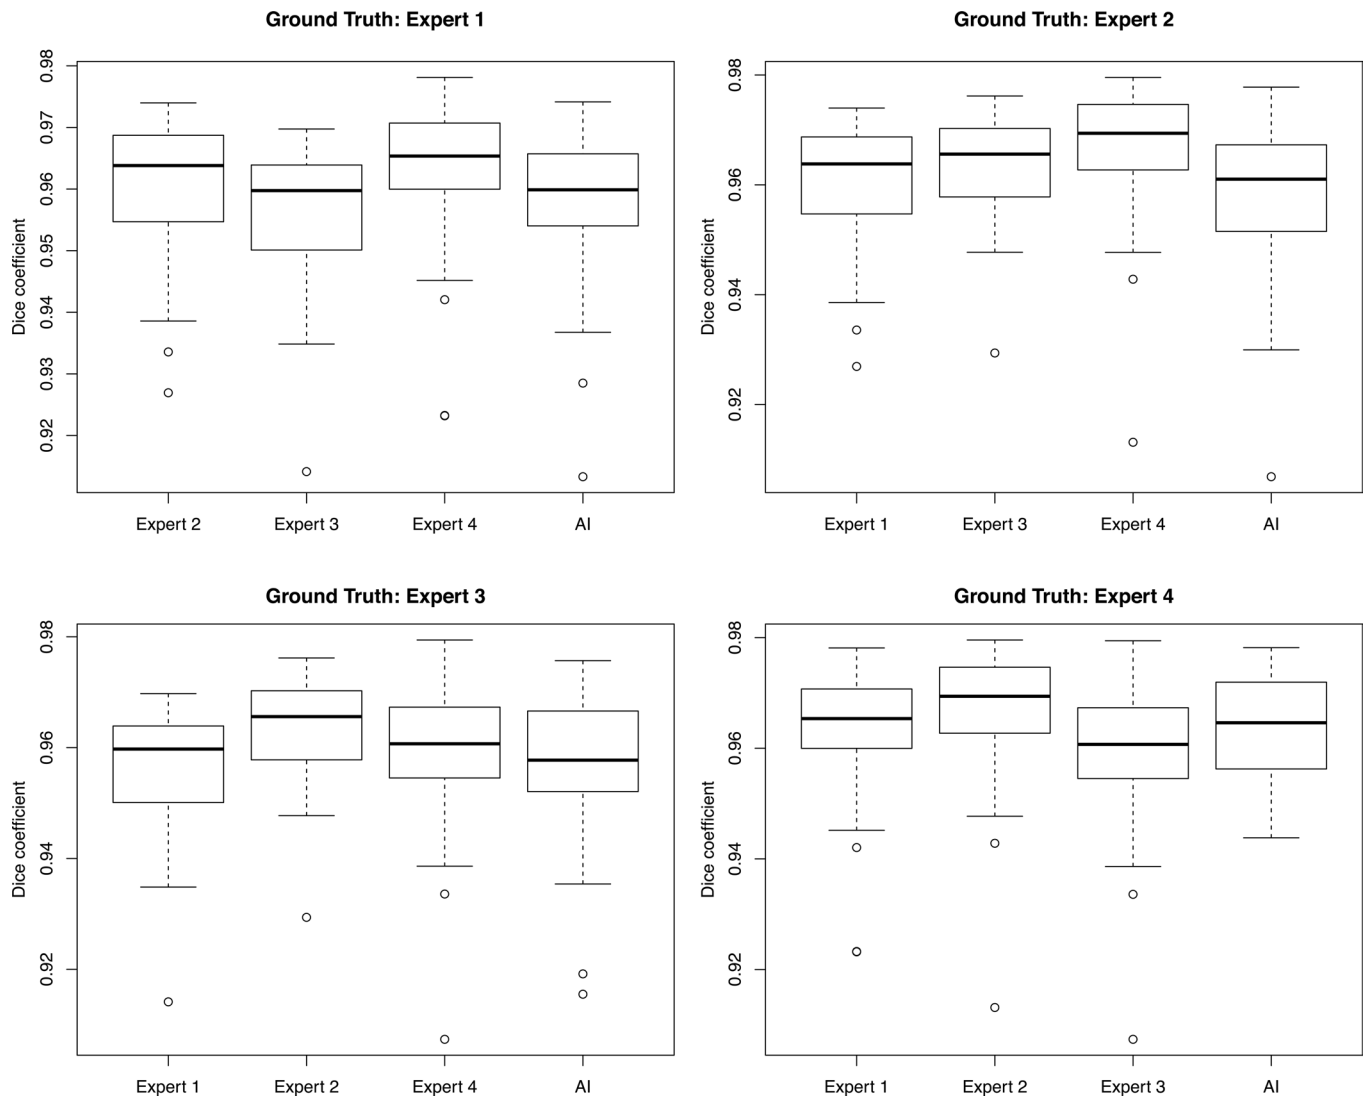 Ground Truth: Expert 1
Dice coefficient
0.98
0.97
0.96
0.95
0.94
0.93
0.92
Expert 2 Expert 3 Expert 4 AI
Ground Truth: Expert 2
Dice coefficient
0.98
0.96
0.94
0.92
Expert 1 Expert 3 Expert 4 AI
Ground Truth: Expert 3
Dice coefficient
0.98
0.96
0.94
0.92
Expert 1 Expert 2 Expert 4 AI
Ground Truth: Expert 4
Dice coefficient
0.98
0.96
0.94
0.92
Expert 1 Expert 2 Expert 3 AI